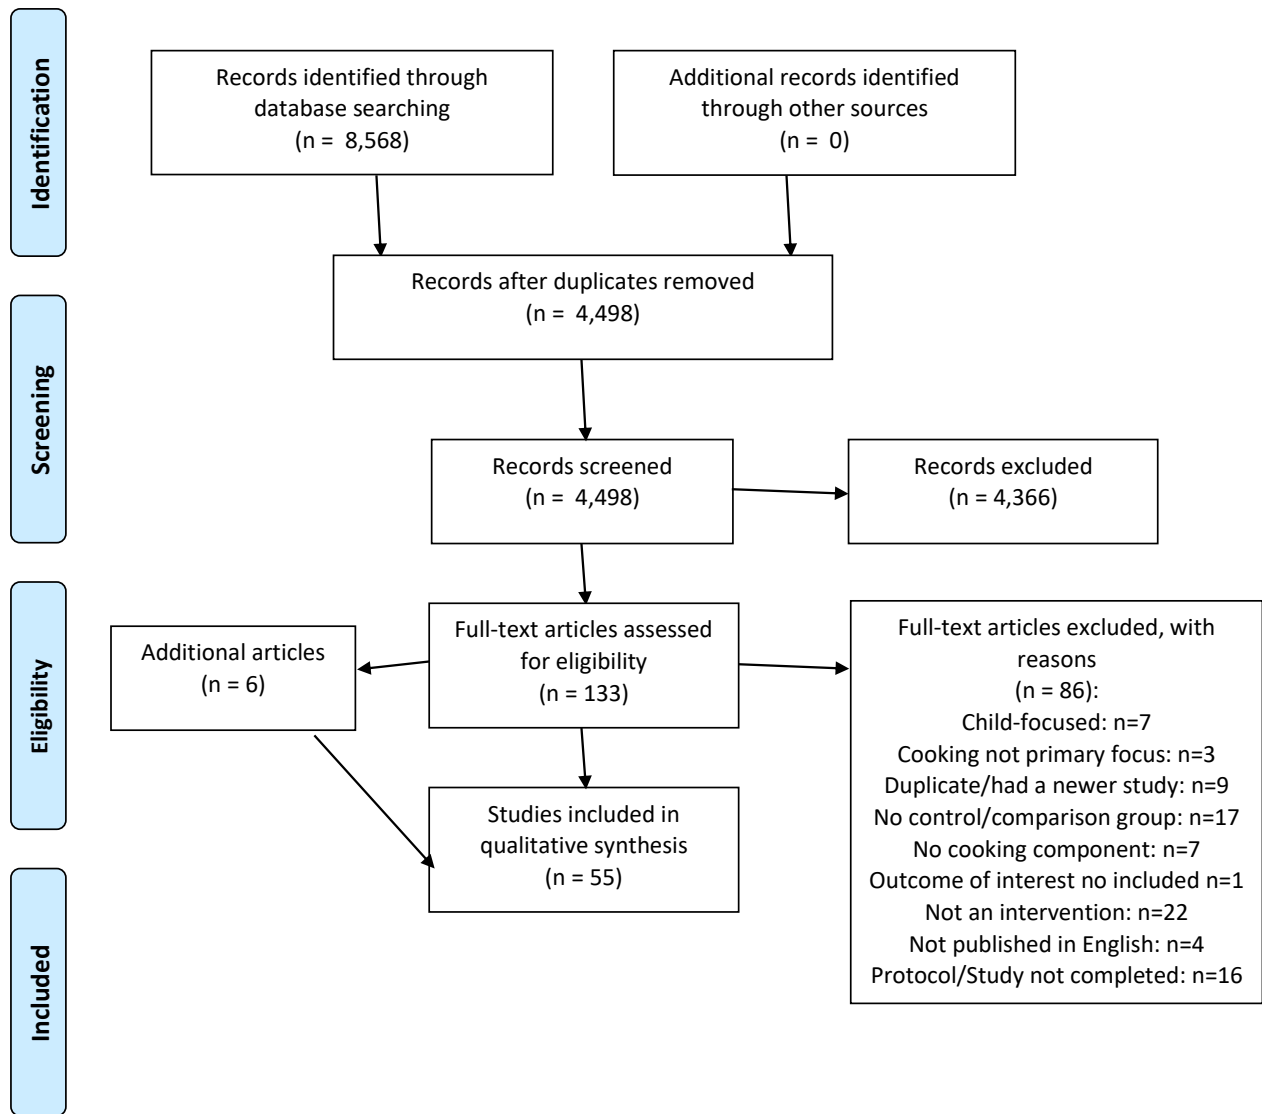 Identification
Records identified through
database searching
(n =  8,568)
Additional records identified
through other sources
(n =  0)
Records after duplicates removed
(n =  4,498)
Screening
Records screened
(n =  4,498)
Records excluded
(n = 4,366)
Eligibility
Additional articles
(n = 6)
Full-text articles assessed
for eligibility
(n = 133)
Full-text articles excluded, with
reasons
(n = 86):
Child-focused: n=7
Cooking not primary focus: n=3
Duplicate/had a newer study: n=9
No control/comparison group: n=17
No cooking component: n=7
Outcome of interest no included n=1
Not an intervention: n=22
Not published in English: n=4
Protocol/Study not completed: n=16
Studies included in
qualitative synthesis
(n = 55)
Included